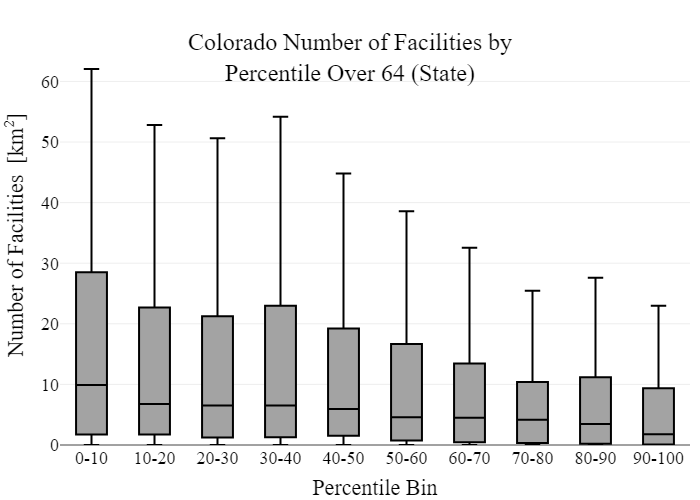 Colorado Number of Facilities by
Percentile Over 64 (State)
Number of Facilities [km²]
60
50
40
30
20
10
0
0-10 10-20 20-30 30-40 40-50 50-60 60-70 70-80 80-90 90-100
Percentile Bin